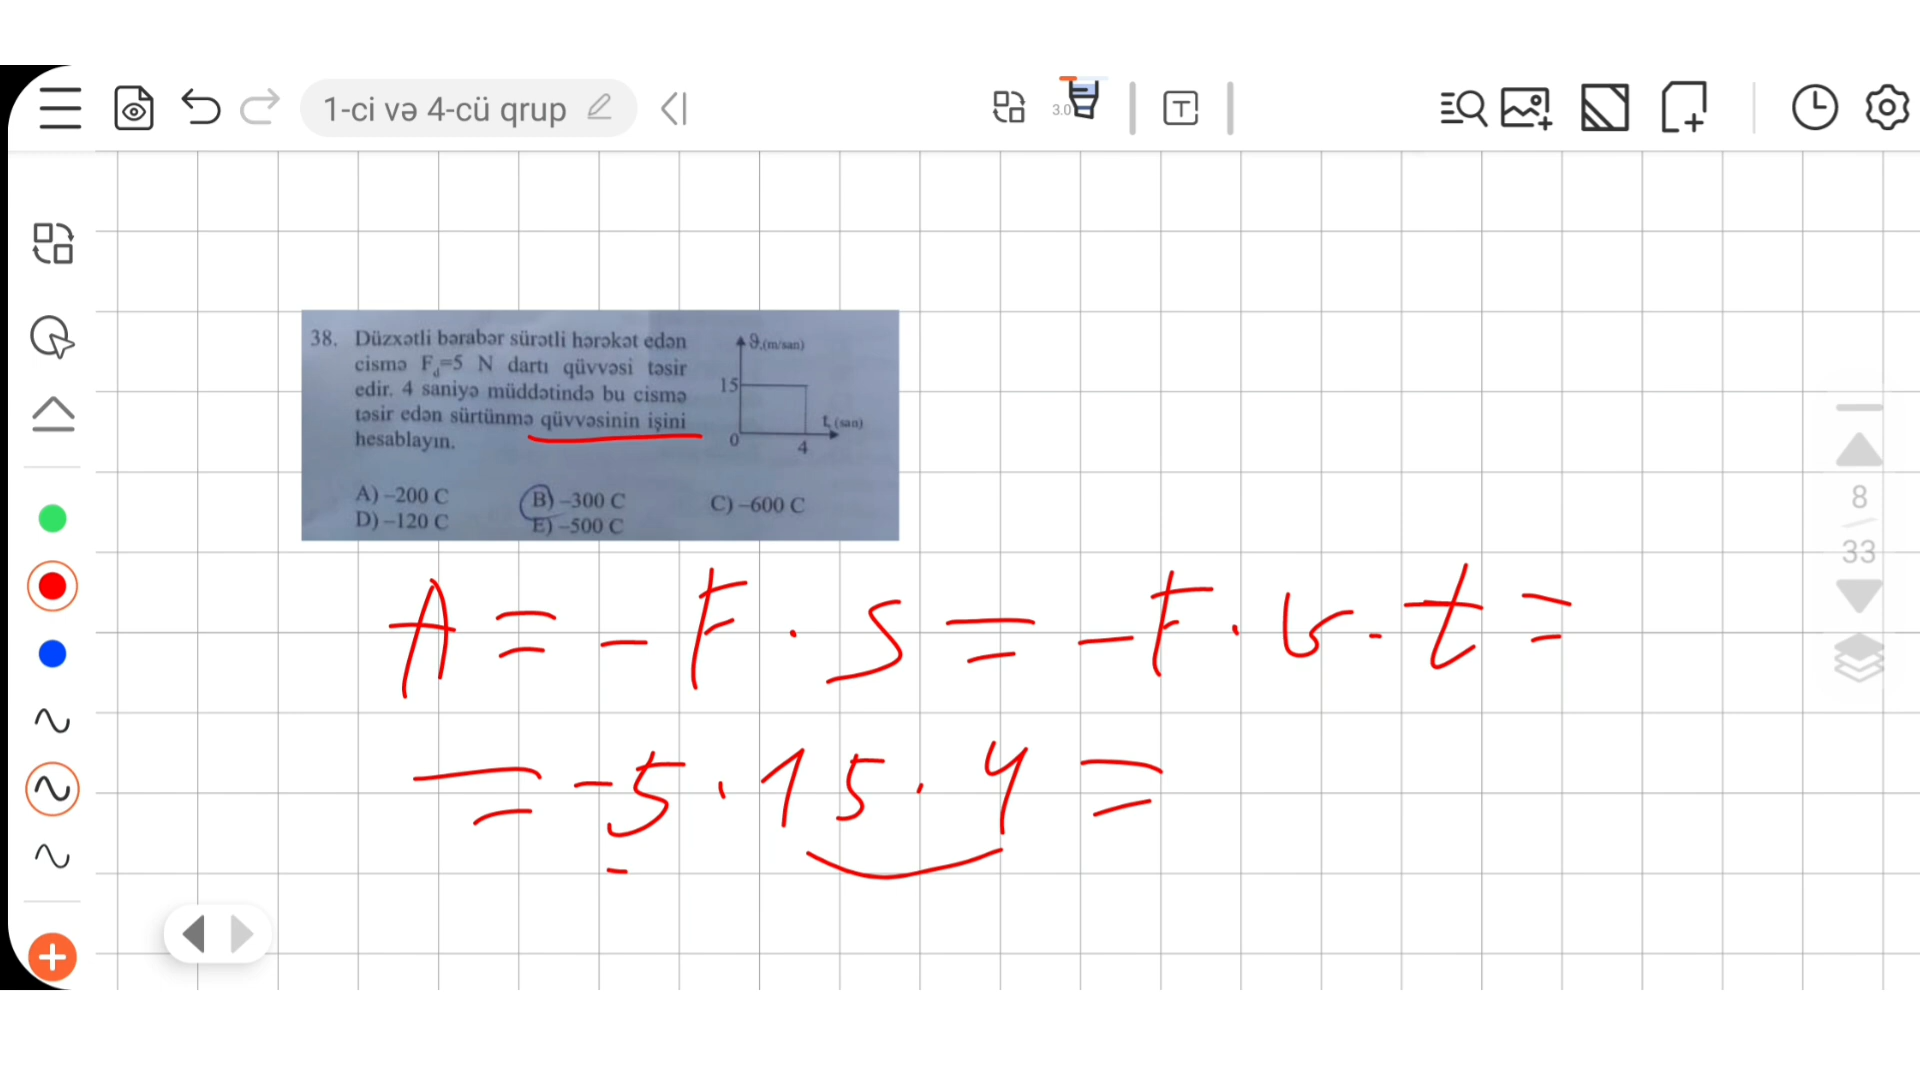 1-ci və 4-cü qrup
3.0
T
38. Düzxətli bərabər sürətli hərəkət edən
cismə F_d=5 N dartı qüvvəsi təsir
edir. 4 saniyə müddətində bu cismə
təsir edən sürtünmə qüvvəsinin işini
hesablayın.
ϑ,(m/san)
15
0
4
t,(san)
A) –200 C
B) –300 C
C) –600 C
D) –120 C
E) –500 C
8
33
A = – F · S = – F · υ · t =
= –5 · 15 · 4 =